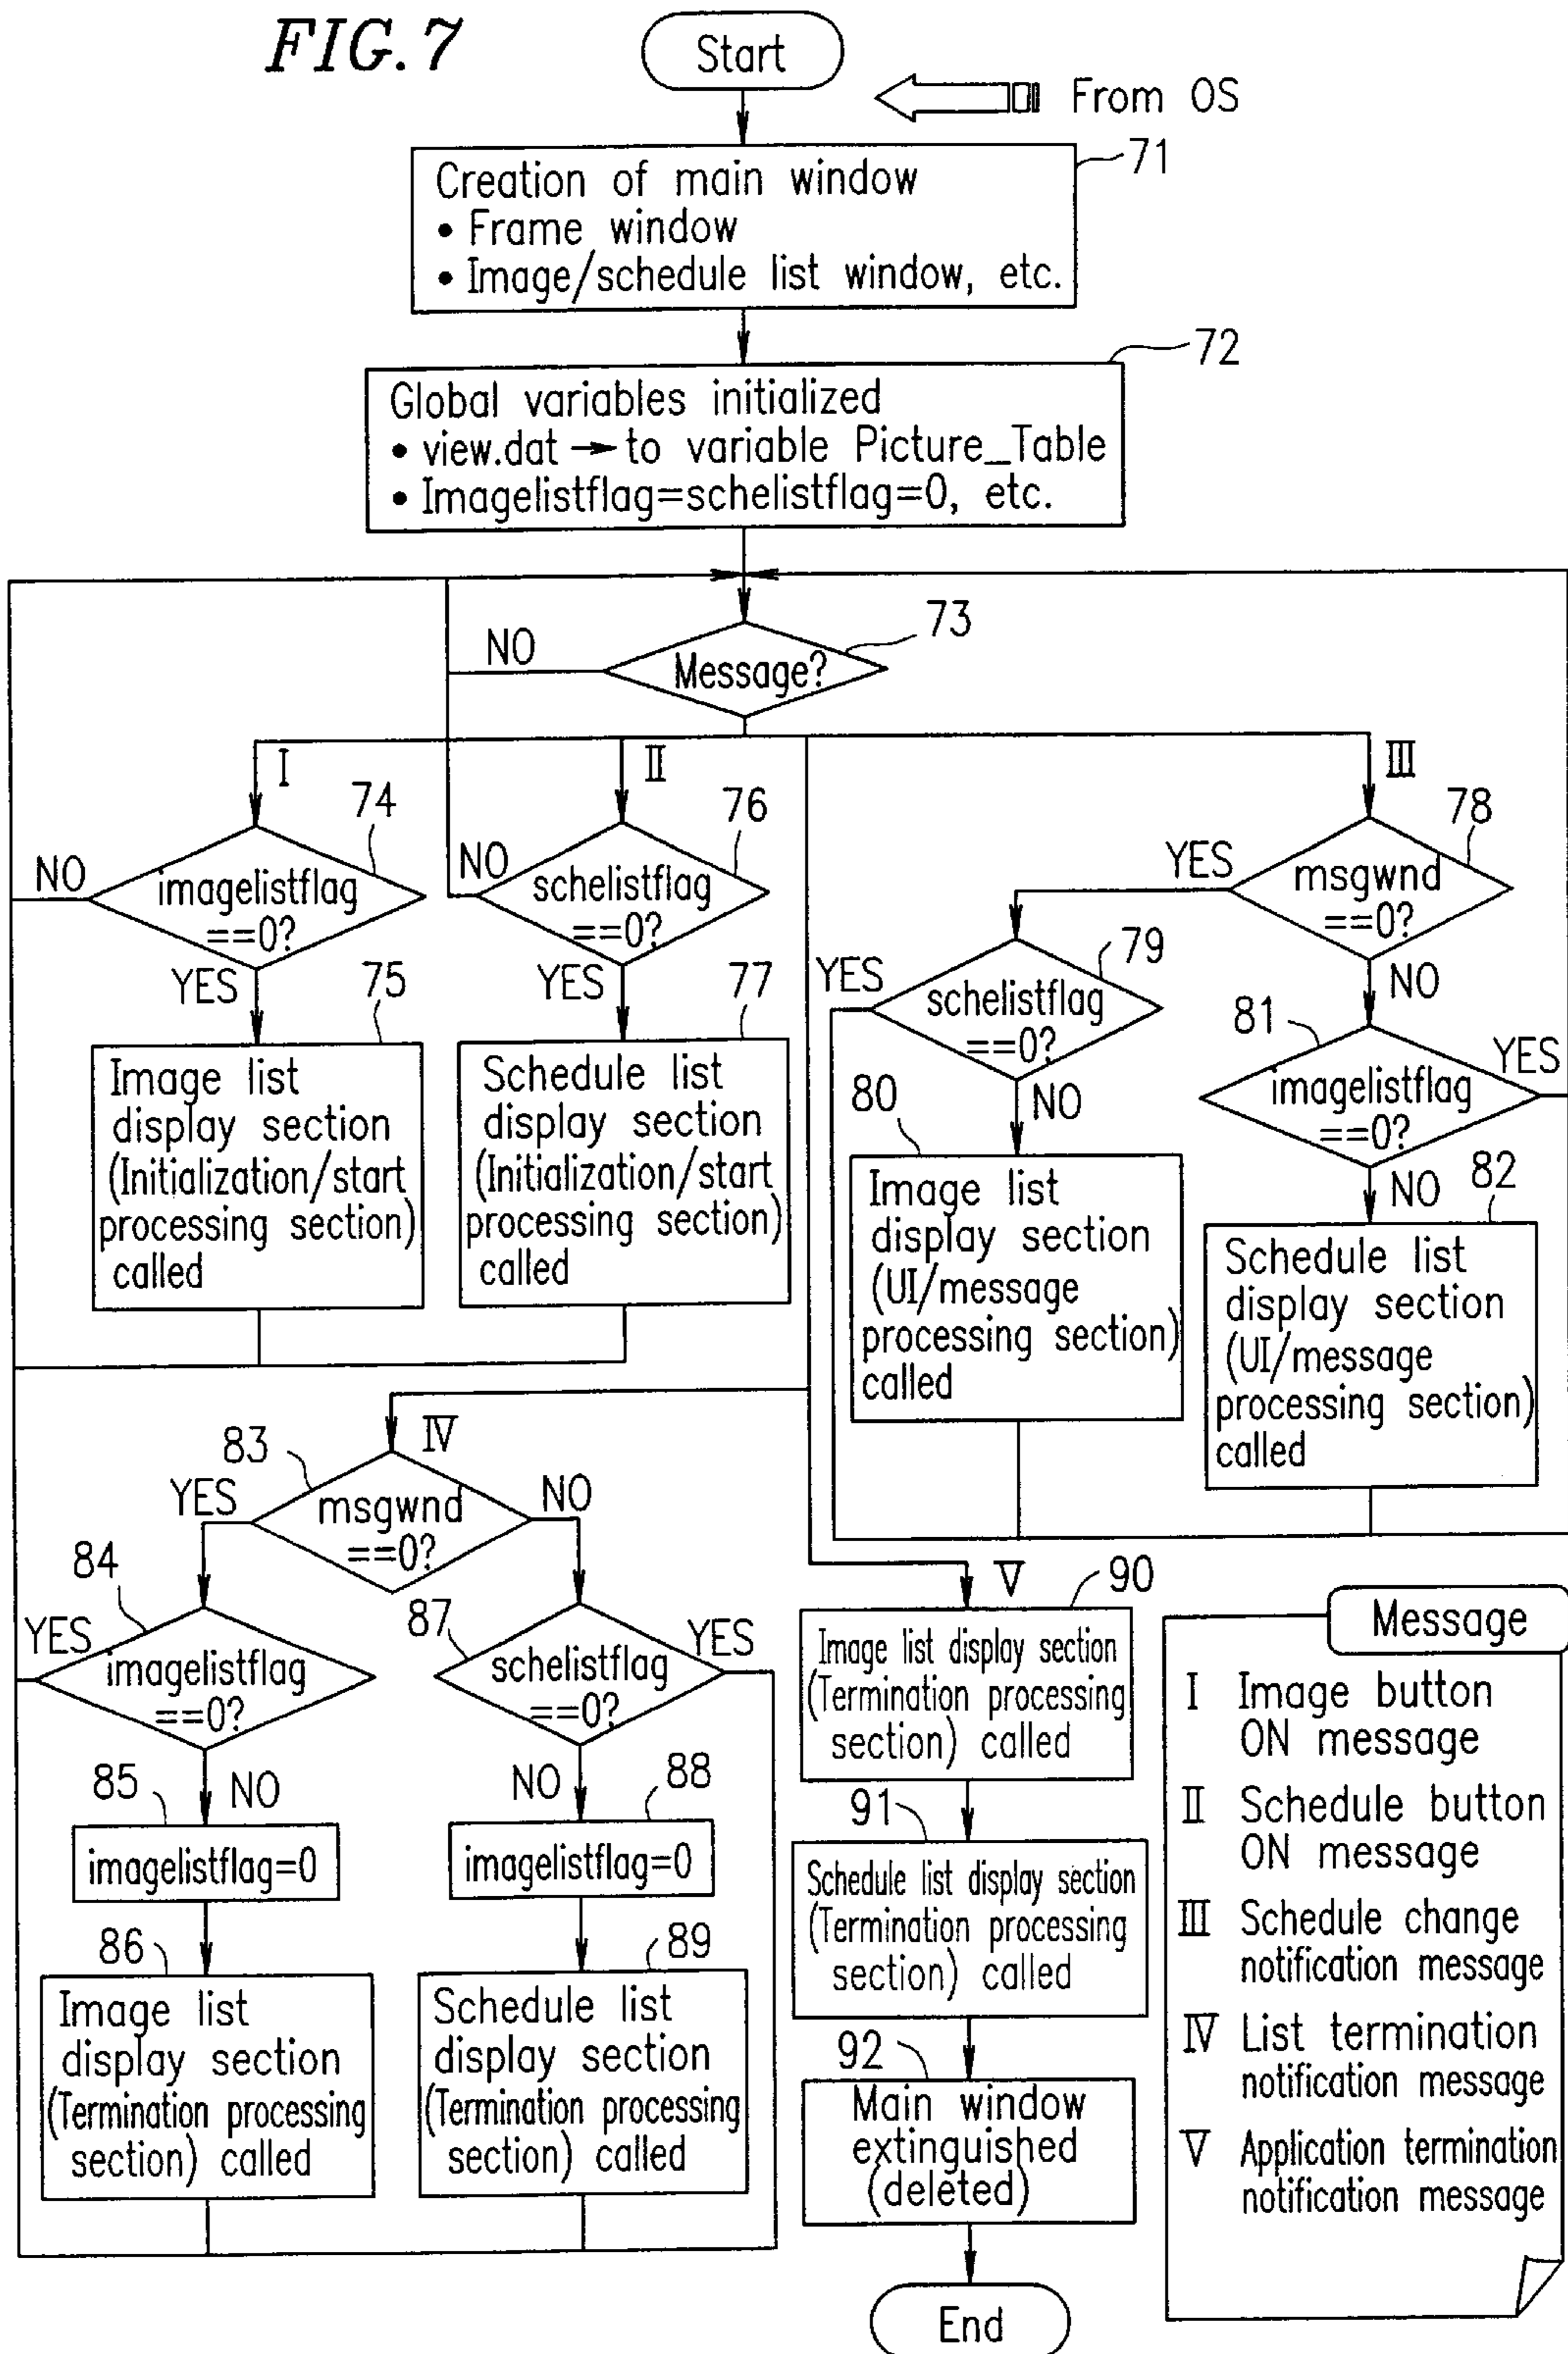 FIG. 7
Start
From OS
71
Creation of main window
• Frame window
• Image/schedule list window, etc.
72
Global variables initialized
• view.dat → to variable Picture_Table
• Imagelistflag=schelistflag=0, etc.
73
Message?
NO
I
II
III
74
imagelistflag
==0?
NO
YES
76
schelistflag
==0?
NO
YES
78
msgwnd
==0?
YES
NO
75
Image list
display section
(Initialization/start
processing section)
called
77
Schedule list
display section
(Initialization/start
processing section)
called
79
schelistflag
==0?
YES
NO
81
imagelistflag
==0?
YES
NO
80
Image list
display section
(UI/message
processing section)
called
82
Schedule list
display section
(UI/message
processing section)
called
IV
83
msgwnd
==0?
YES
NO
84
imagelistflag
==0?
YES
NO
87
schelistflag
==0?
YES
NO
85
imagelistflag=0
88
imagelistflag=0
86
Image list
display section
(Termination processing
section) called
89
Schedule list
display section
(Termination processing
section) called
V
90
Image list display section
(Termination processing
section) called
91
Schedule list display section
(Termination processing
section) called
92
Main window
extinguished
(deleted)
End
Message
I Image button
ON message
II Schedule button
ON message
III Schedule change
notification message
IV List termination
notification message
V Application termination
notification message